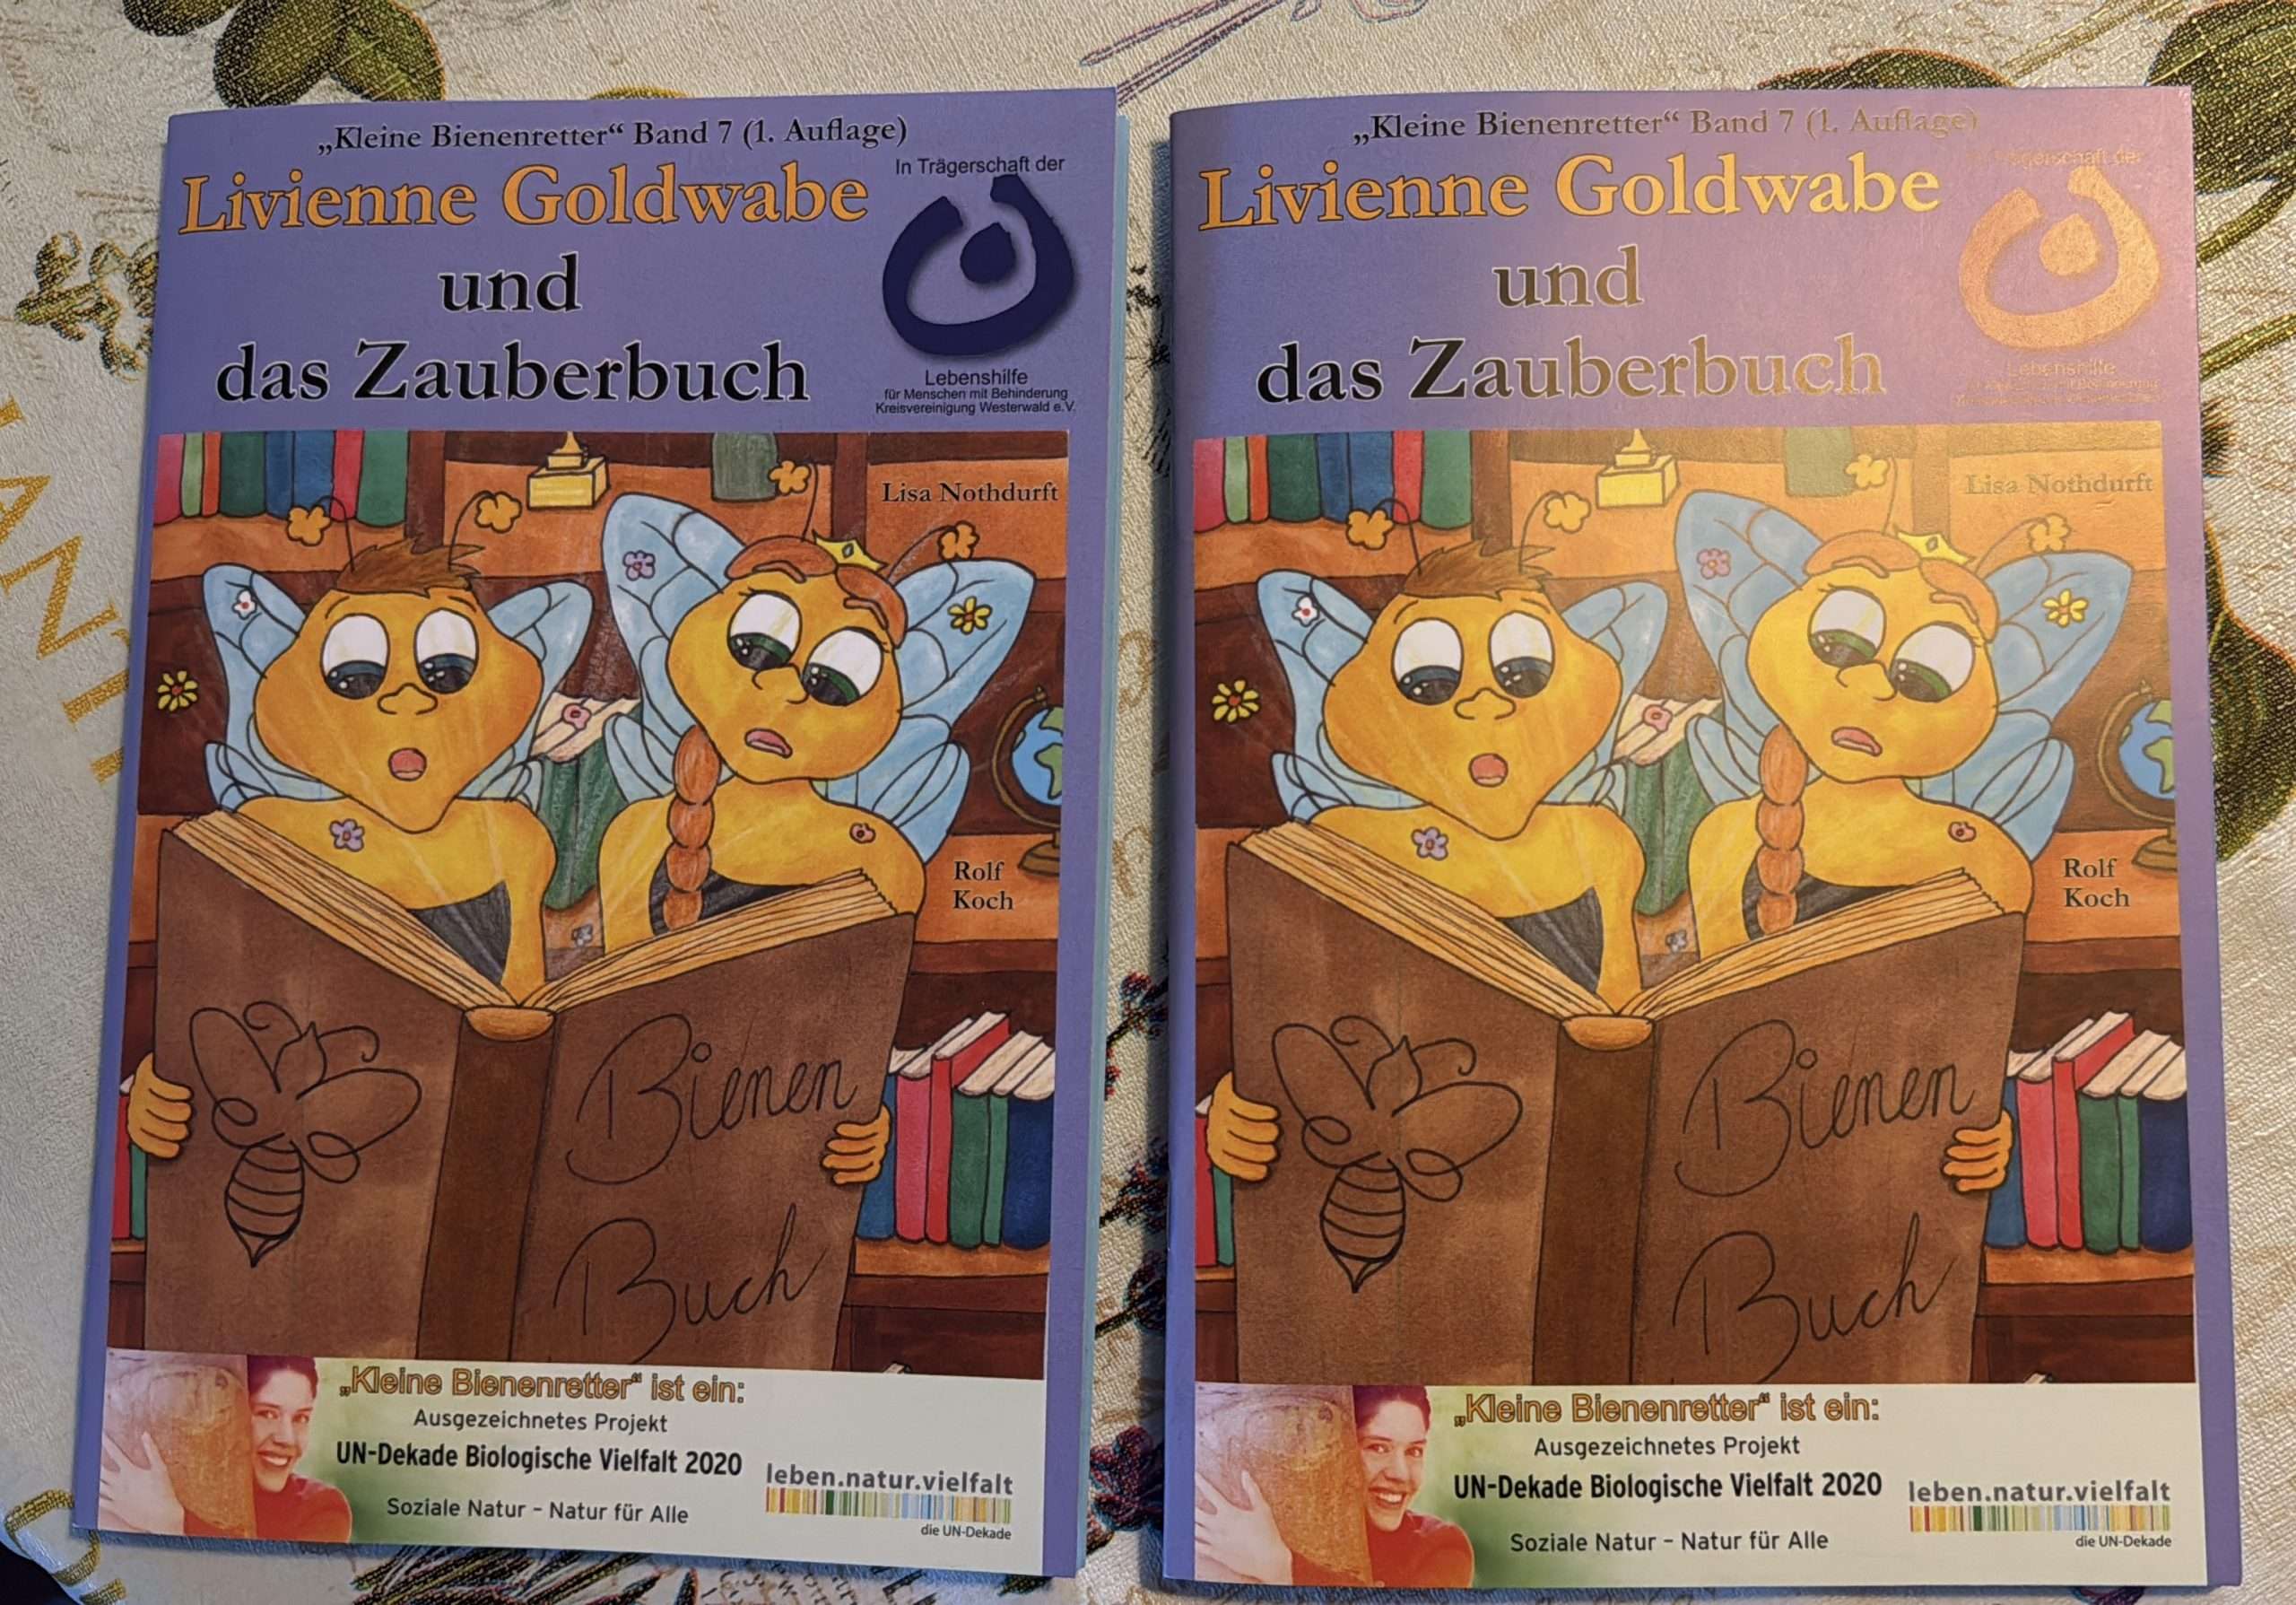 „Kleine Bienenretter“ Band 7 (1. Auflage)
Livienne Goldwabe
und
das Zauberbuch
In Trägerschaft der
Lebenshilfe
für Menschen mit Behinderung
Kreisvereinigung Westerwald e.V.
Lisa Nothdurft
Rolf
Koch
Bienen
Buch
„Kleine Bienenretter“ ist ein:
Ausgezeichnetes Projekt
UN-Dekade Biologische Vielfalt 2020
Soziale Natur – Natur für Alle
leben.natur.vielfalt
die UN-Dekade
„Kleine Bienenretter“ Band 7 (1. Auflage)
Livienne Goldwabe
und
das Zauberbuch
In Trägerschaft der
Lebenshilfe
Lisa Nothdurft
Rolf
Koch
Bienen
Buch
„Kleine Bienenretter“ ist ein:
Ausgezeichnetes Projekt
UN-Dekade Biologische Vielfalt 2020
Soziale Natur – Natur für Alle
leben.natur.vielfalt
die UN-Dekade